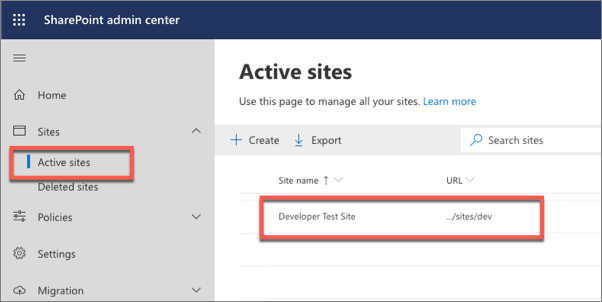 SharePoint admin center
Home
Sites
Active sites
Deleted sites
Policies
Settings
Migration
Active sites
Use this page to manage all your sites. Learn more
Create Export Search sites
Site name ↑ URL
Developer Test Site .../sites/dev